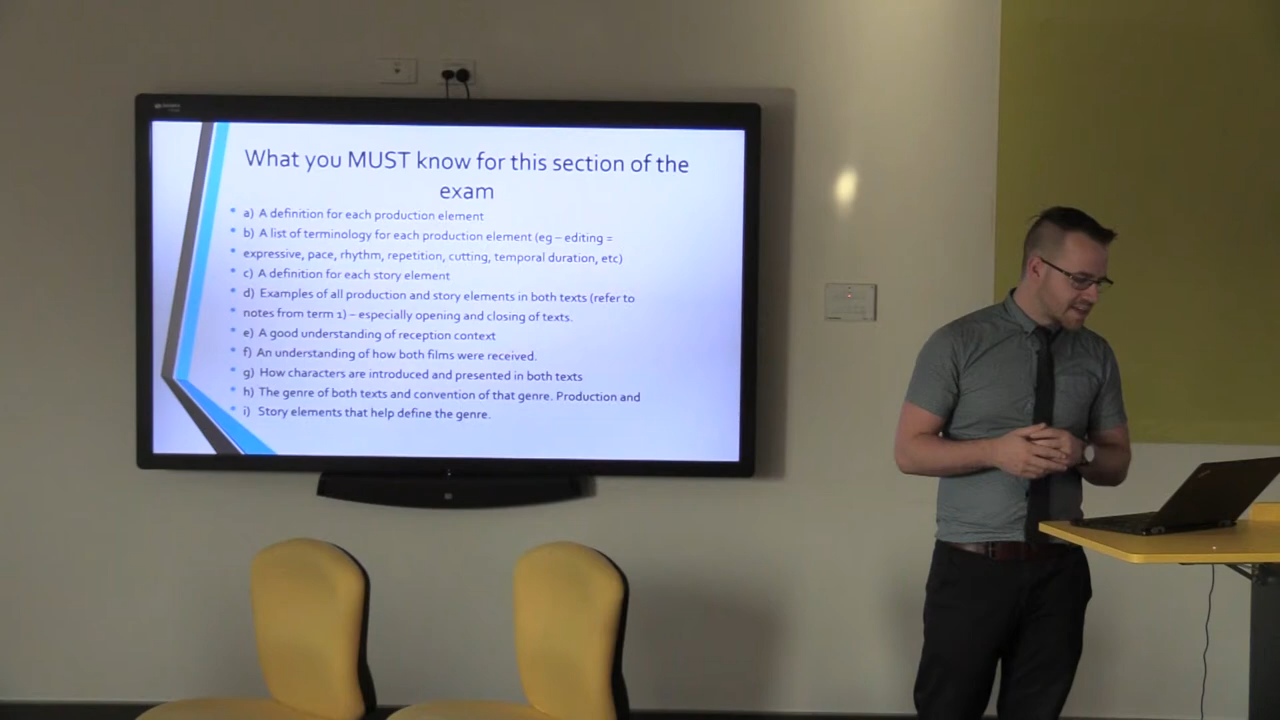 What you MUST know for this section of the
exam
a) A definition for each production element
b) A list of terminology for each production element (eg – editing =
expressive, pace, rhythm, repetition, cutting, temporal duration, etc)
c) A definition for each story element
d) Examples of all production and story elements in both texts (refer to
notes from term 1) – especially opening and closing of texts.
e) A good understanding of reception context
f) An understanding of how both films were received.
g) How characters are introduced and presented in both texts
h) The genre of both texts and convention of that genre. Production and
i) Story elements that help define the genre.